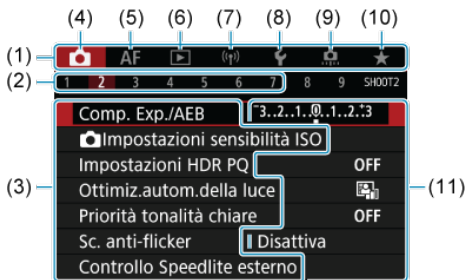 (4) (5) (6) (7) (8) (9) (10)
(1) AF
(2) 1 2 3 4 5 6 7 8 9 SHOOT2
Comp. Exp./AEB -3..2..1..0..1..2..+3
Impostazioni sensibilità ISO
Impostazioni HDR PQ OFF
(3) Ottimiz.autom.della luce (11)
Priorità tonalità chiare OFF
Sc. anti-flicker Disattiva
Controllo Speedlite esterno